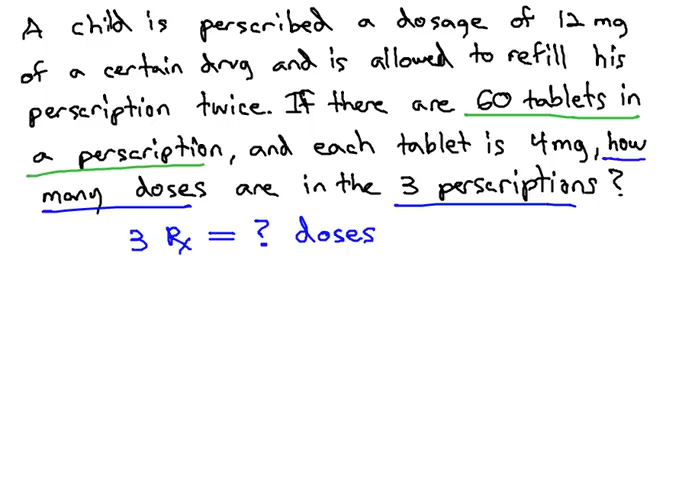 A child is perscribed a dosage of 12 mg
of a certain drug and is allowed to refill his
perscription twice. If there are 60 tablets in
a perscription, and each tablet is 4mg, how
many doses are in the 3 perscriptions?
3 Rx = ? doses